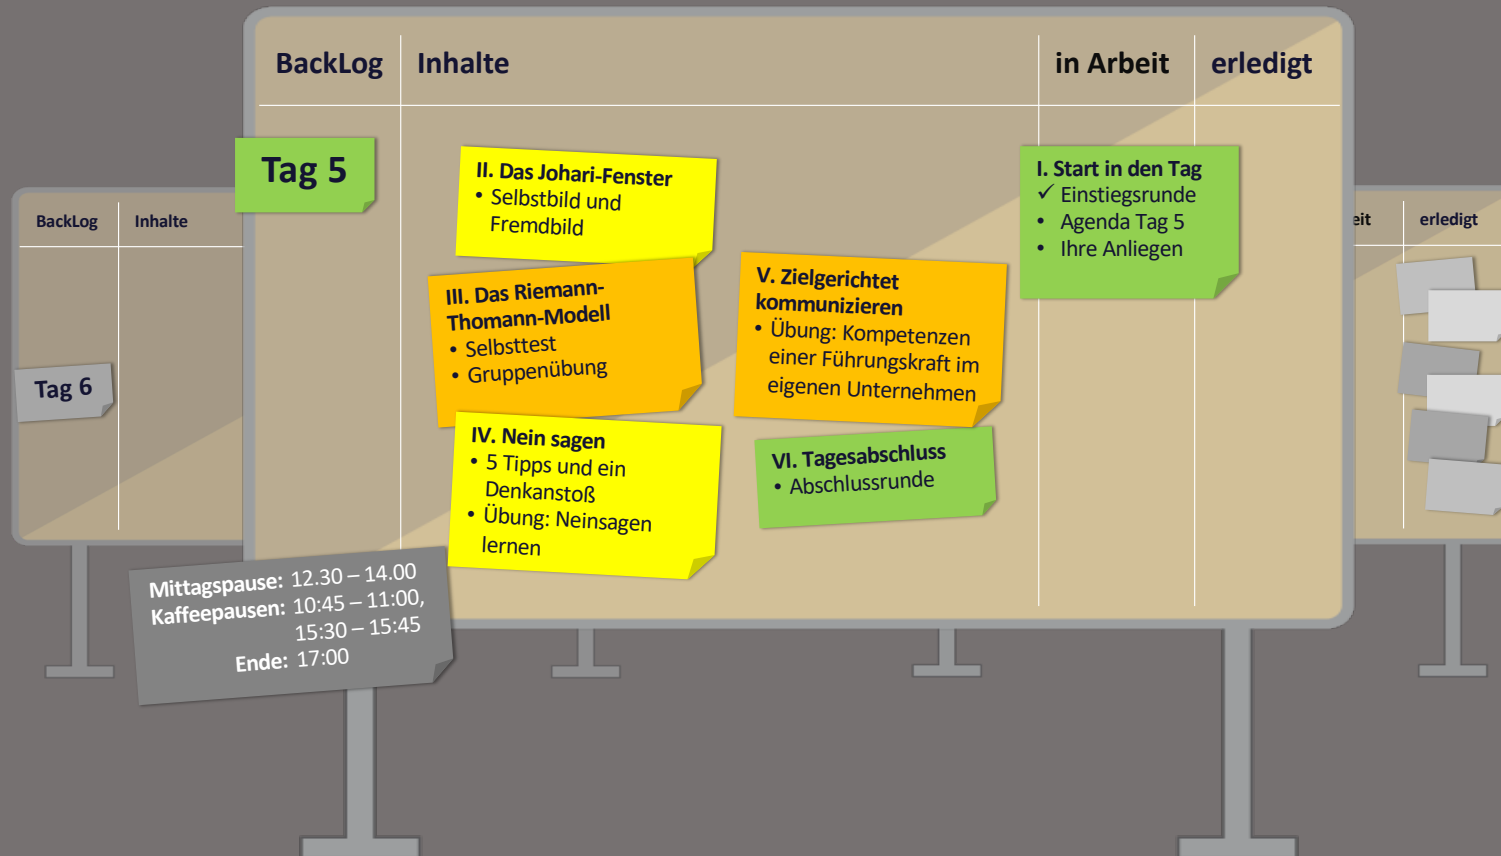 BackLog
Inhalte
in Arbeit
erledigt
Tag 5
II. Das Johari-Fenster
• Selbstbild und
Fremdbild
III. Das Riemann-
Thomann-Modell
• Selbsttest
• Gruppenübung
IV. Nein sagen
• 5 Tipps und ein
Denkanstoß
• Übung: Neinsagen
lernen
V. Zielgerichtet
kommunizieren
• Übung: Kompetenzen
einer Führungskraft im
eigenen Unternehmen
VI. Tagesabschluss
• Abschlussrunde
I. Start in den Tag
✓ Einstiegsrunde
• Agenda Tag 5
• Ihre Anliegen
Mittagspause: 12.30 – 14.00
Kaffeepausen: 10:45 – 11:00,
15:30 – 15:45
Ende: 17:00
BackLog
Inhalte
Tag 6
eit
erledigt